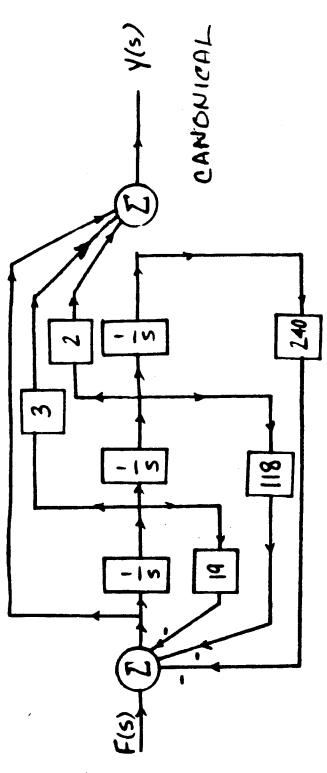 Y(s)
CANONICAL
Σ
3
2
1/s
1/s
1/s
240
118
19
-
-
-
Σ
F(s)